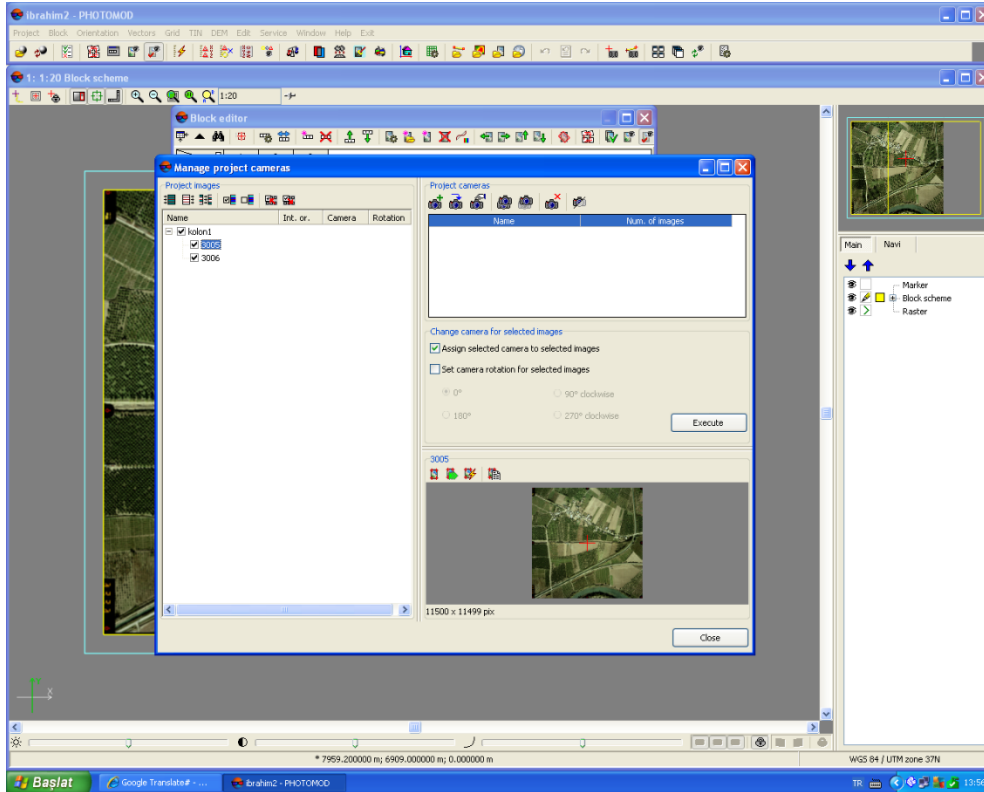 ibrahim2 - PHOTOMOD
Project Block Orientation Vectors Grid TIN DEM Edit Service Window Help Exit
1: 1:20 Block scheme
1:20
Block editor
Manage project cameras
Project images
Name Int. or. Camera Rotation
kolon1
3005
3006
Project cameras
Name Num. of images
Change camera for selected images
Assign selected camera to selected images
Set camera rotation for selected images
0° 90° clockwise
180° 270° clockwise
Execute
3005
11500 x 11499 pix
Close
Main Navi
Marker
Block scheme
Raster
Y
X
* 7959.200000 m; 6909.000000 m; 0.000000 m
WGS 84 / UTM zone 37N
Başlat
Google Translate# - ...
ibrahim2 - PHOTOMOD
TR
13:56